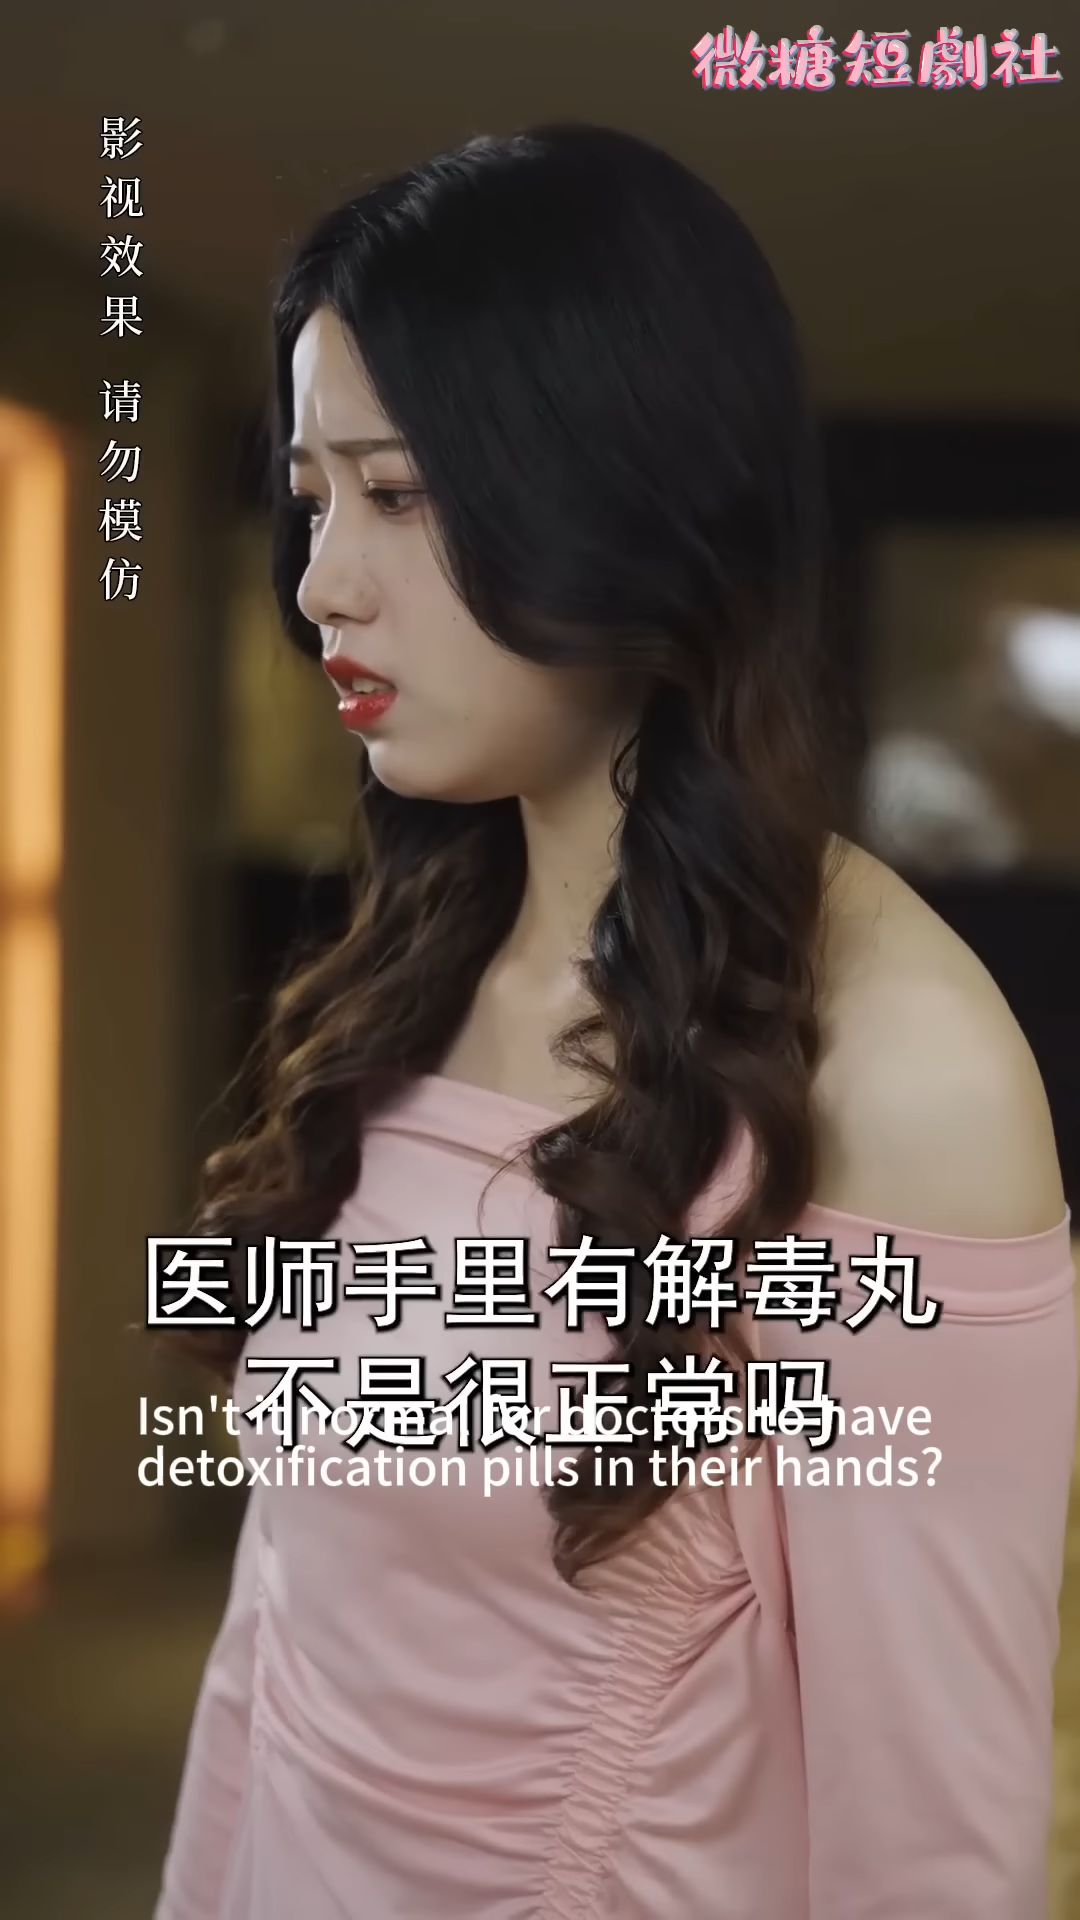 微糖短劇社
影视效果 请勿模仿
医师手里有解毒丸
不是很正常吗
Isn't it normal for doctors to have
detoxification pills in their hands?